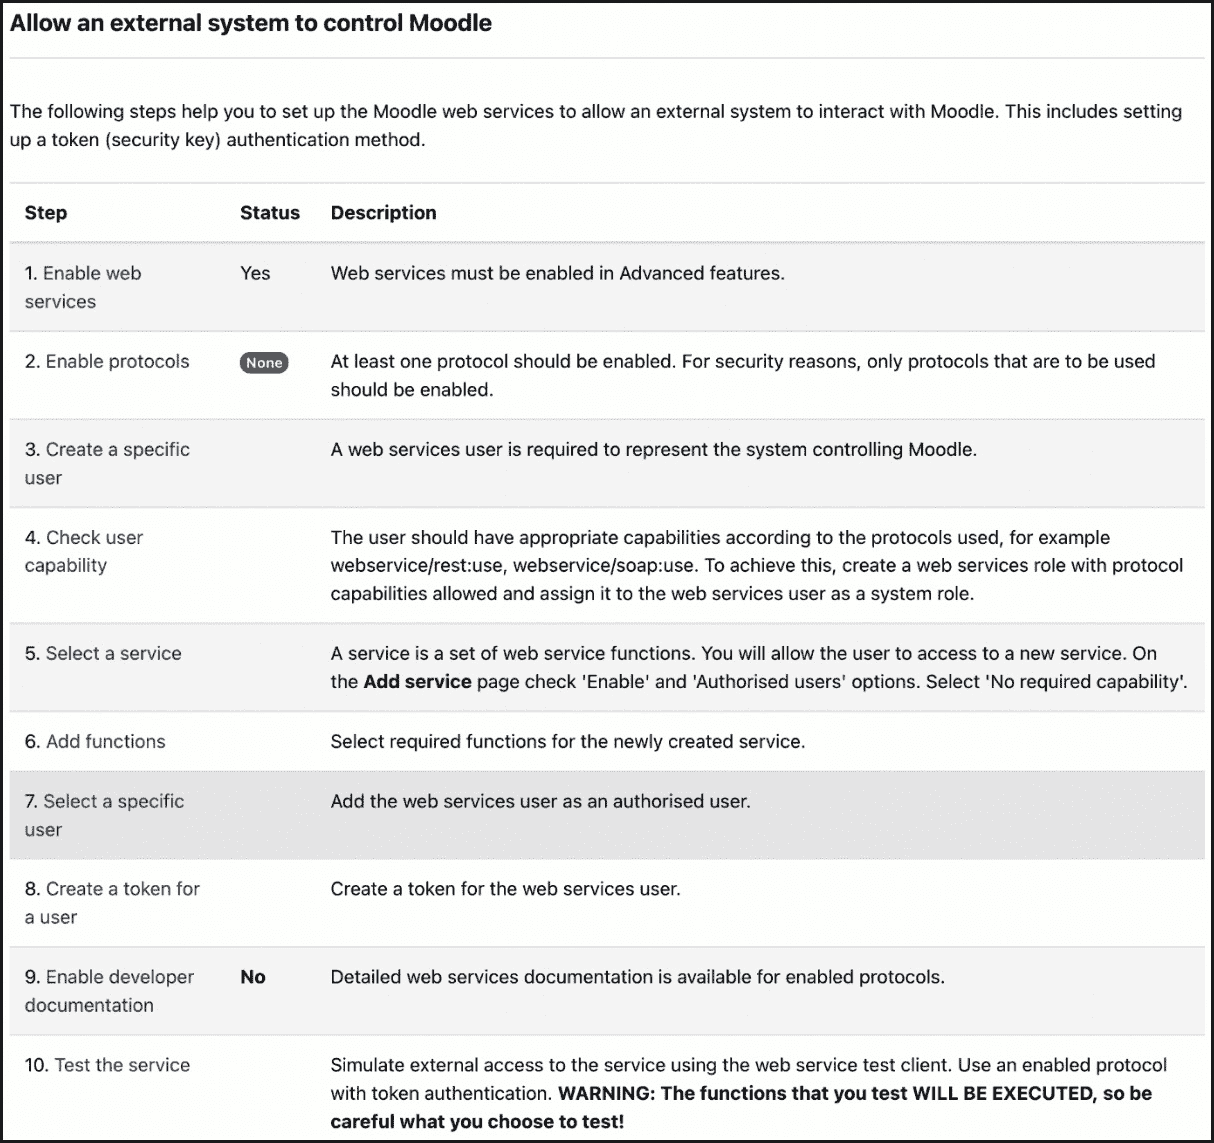 Allow an external system to control Moodle
The following steps help you to set up the Moodle web services to allow an external system to interact with Moodle. This includes setting
up a token (security key) authentication method.
Step Status Description
1. Enable web Yes Web services must be enabled in Advanced features.
services
2. Enable protocols None At least one protocol should be enabled. For security reasons, only protocols that are to be used
should be enabled.
3. Create a specific A web services user is required to represent the system controlling Moodle.
user
4. Check user The user should have appropriate capabilities according to the protocols used, for example
capability webservice/rest:use, webservice/soap:use. To achieve this, create a web services role with protocol
capabilities allowed and assign it to the web services user as a system role.
5. Select a service A service is a set of web service functions. You will allow the user to access to a new service. On
the Add service page check 'Enable' and 'Authorised users' options. Select 'No required capability'.
6. Add functions Select required functions for the newly created service.
7. Select a specific Add the web services user as an authorised user.
user
8. Create a token for Create a token for the web services user.
a user
9. Enable developer No Detailed web services documentation is available for enabled protocols.
documentation
10. Test the service Simulate external access to the service using the web service test client. Use an enabled protocol
with token authentication. WARNING: The functions that you test WILL BE EXECUTED, so be
careful what you choose to test!